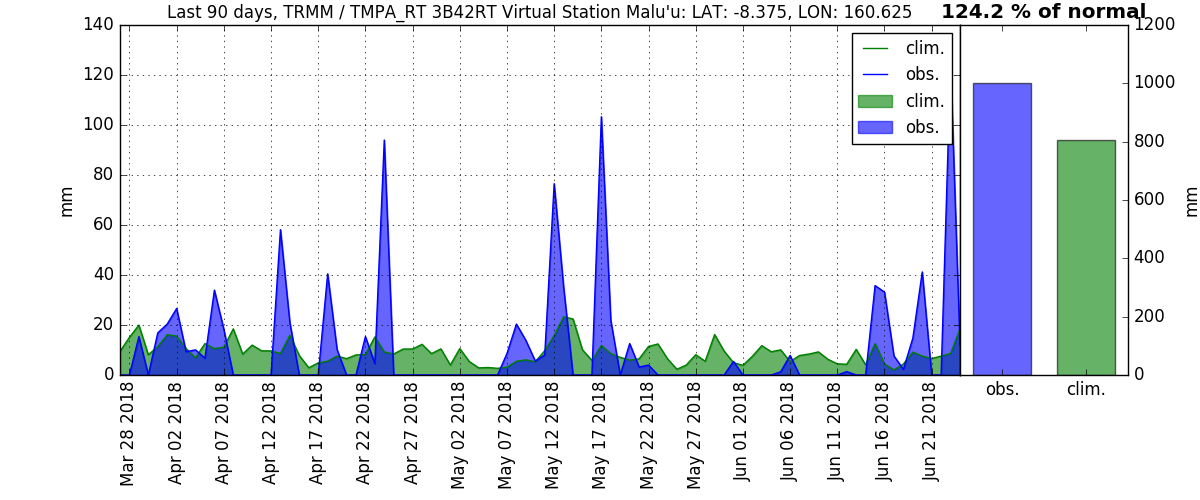 Last 90 days, TRMM / TMPA_RT 3B42RT Virtual Station Malu'u: LAT: -8.375, LON: 160.625
124.2 % of normal
140
120
100
80
60
40
20
0
mm
clim.
obs.
clim.
obs.
1200
1000
800
600
400
200
0
mm
obs.
clim.
Mar 28 2018
Apr 02 2018
Apr 07 2018
Apr 12 2018
Apr 17 2018
Apr 22 2018
Apr 27 2018
May 02 2018
May 07 2018
May 12 2018
May 17 2018
May 22 2018
May 27 2018
Jun 01 2018
Jun 06 2018
Jun 11 2018
Jun 16 2018
Jun 21 2018